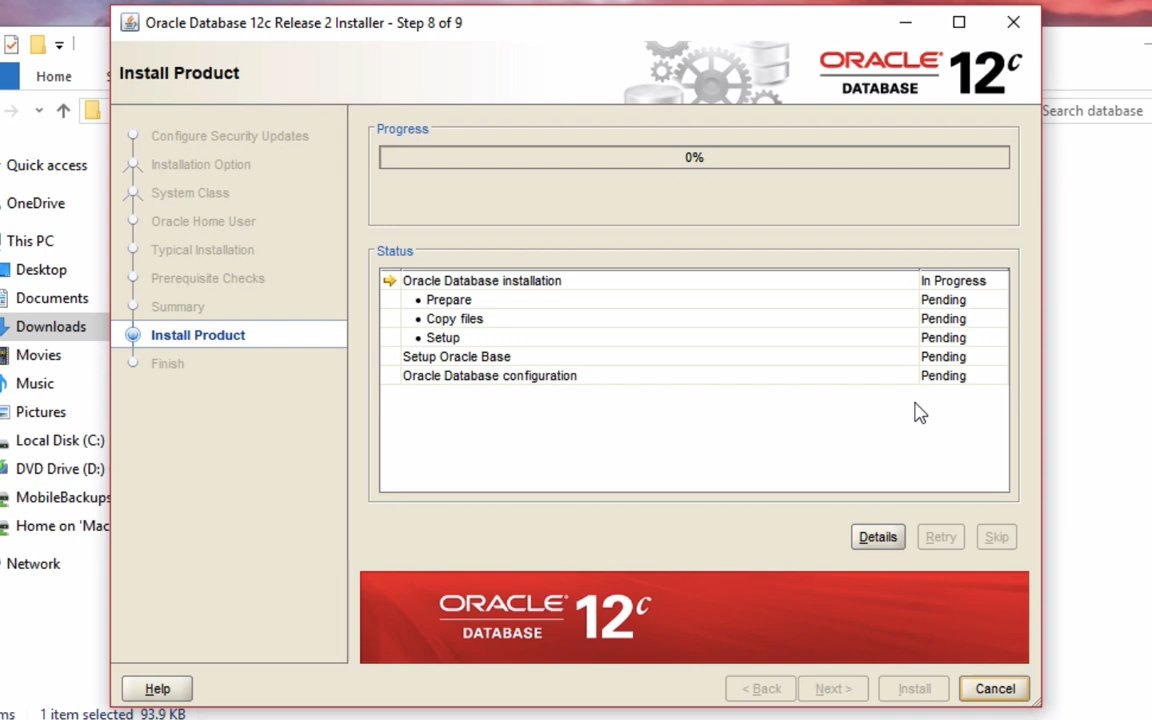 Oracle Database 12c Release 2 Installer - Step 8 of 9
Install Product
ORACLE
DATABASE
12c
Home
Search database
Quick access
OneDrive
This PC
Desktop
Documents
Downloads
Movies
Music
Pictures
Local Disk (C:)
DVD Drive (D:)
MobileBackups
Home on 'Mac
Network
1 item selected 93.9 KB
Configure Security Updates
Installation Option
System Class
Oracle Home User
Typical Installation
Prerequisite Checks
Summary
Install Product
Finish
Progress
0%
Status
Oracle Database installation In Progress
• Prepare Pending
• Copy files Pending
• Setup Pending
Setup Oracle Base Pending
Oracle Database configuration Pending
Details Retry Skip
ORACLE
DATABASE
12c
Help < Back Next > Install Cancel